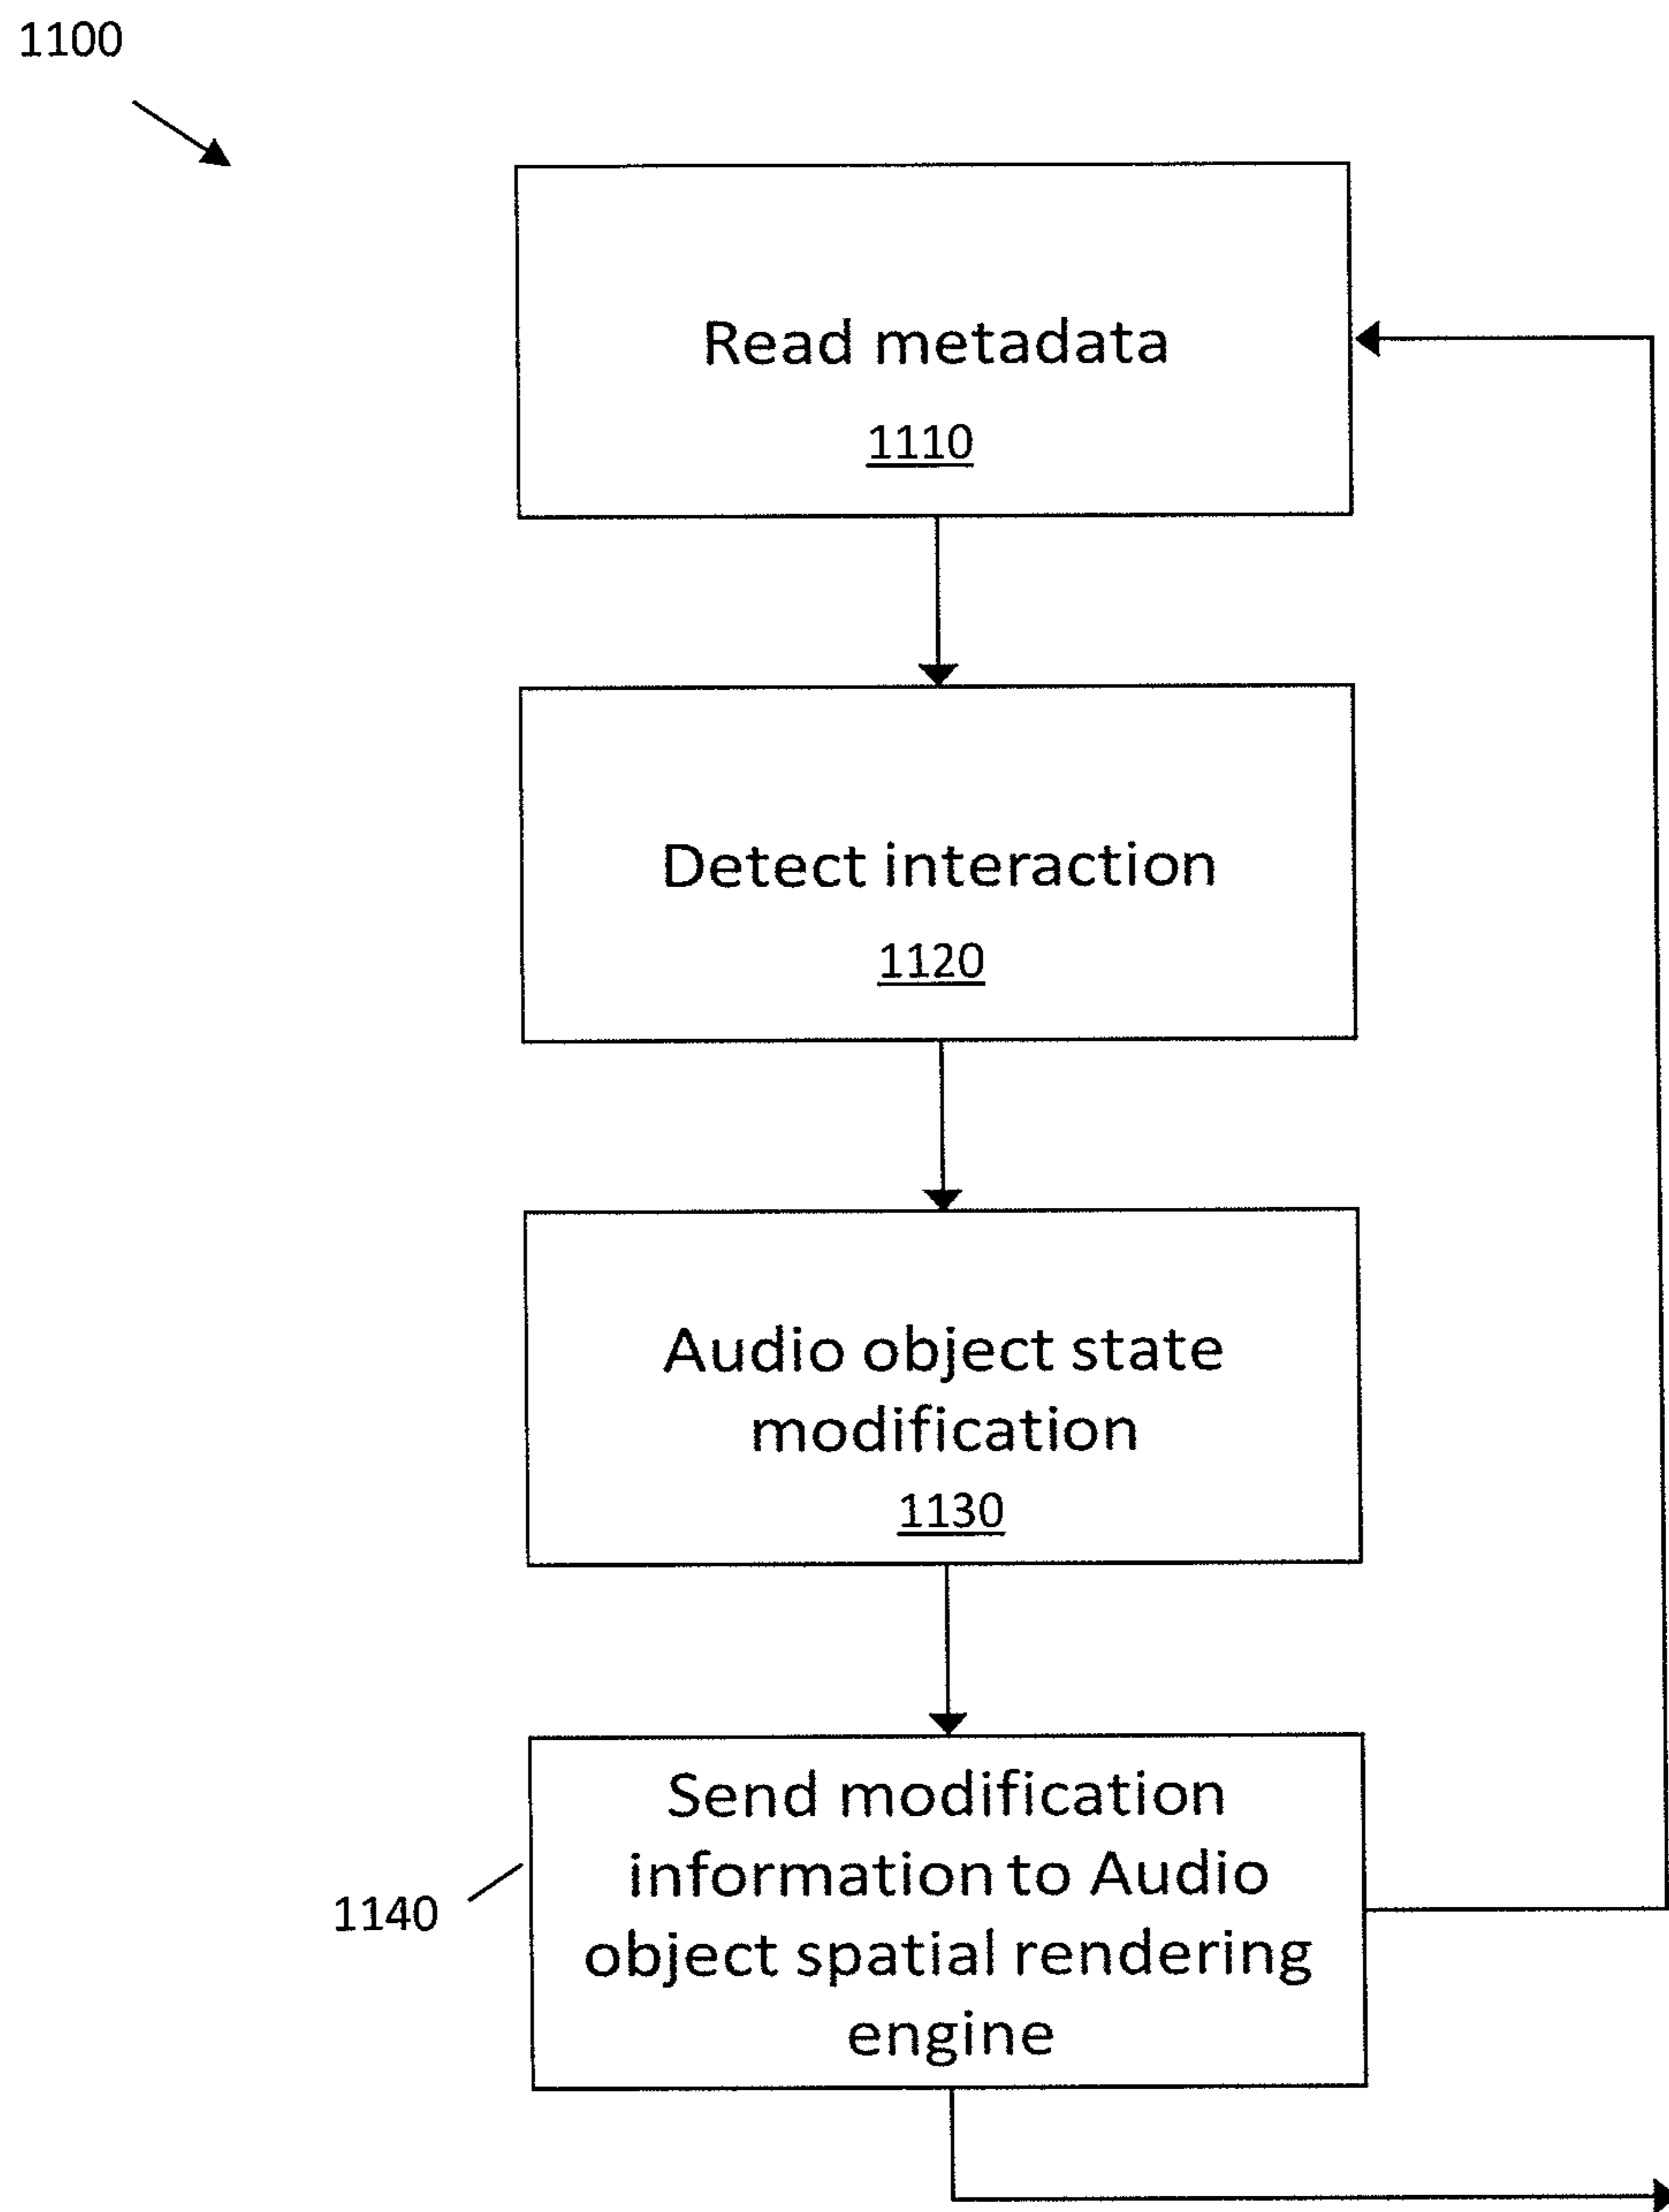 1100
Read metadata
1110
Detect interaction
1120
Audio object state
modification
1130
Send modification
information to Audio
object spatial rendering
engine
1140